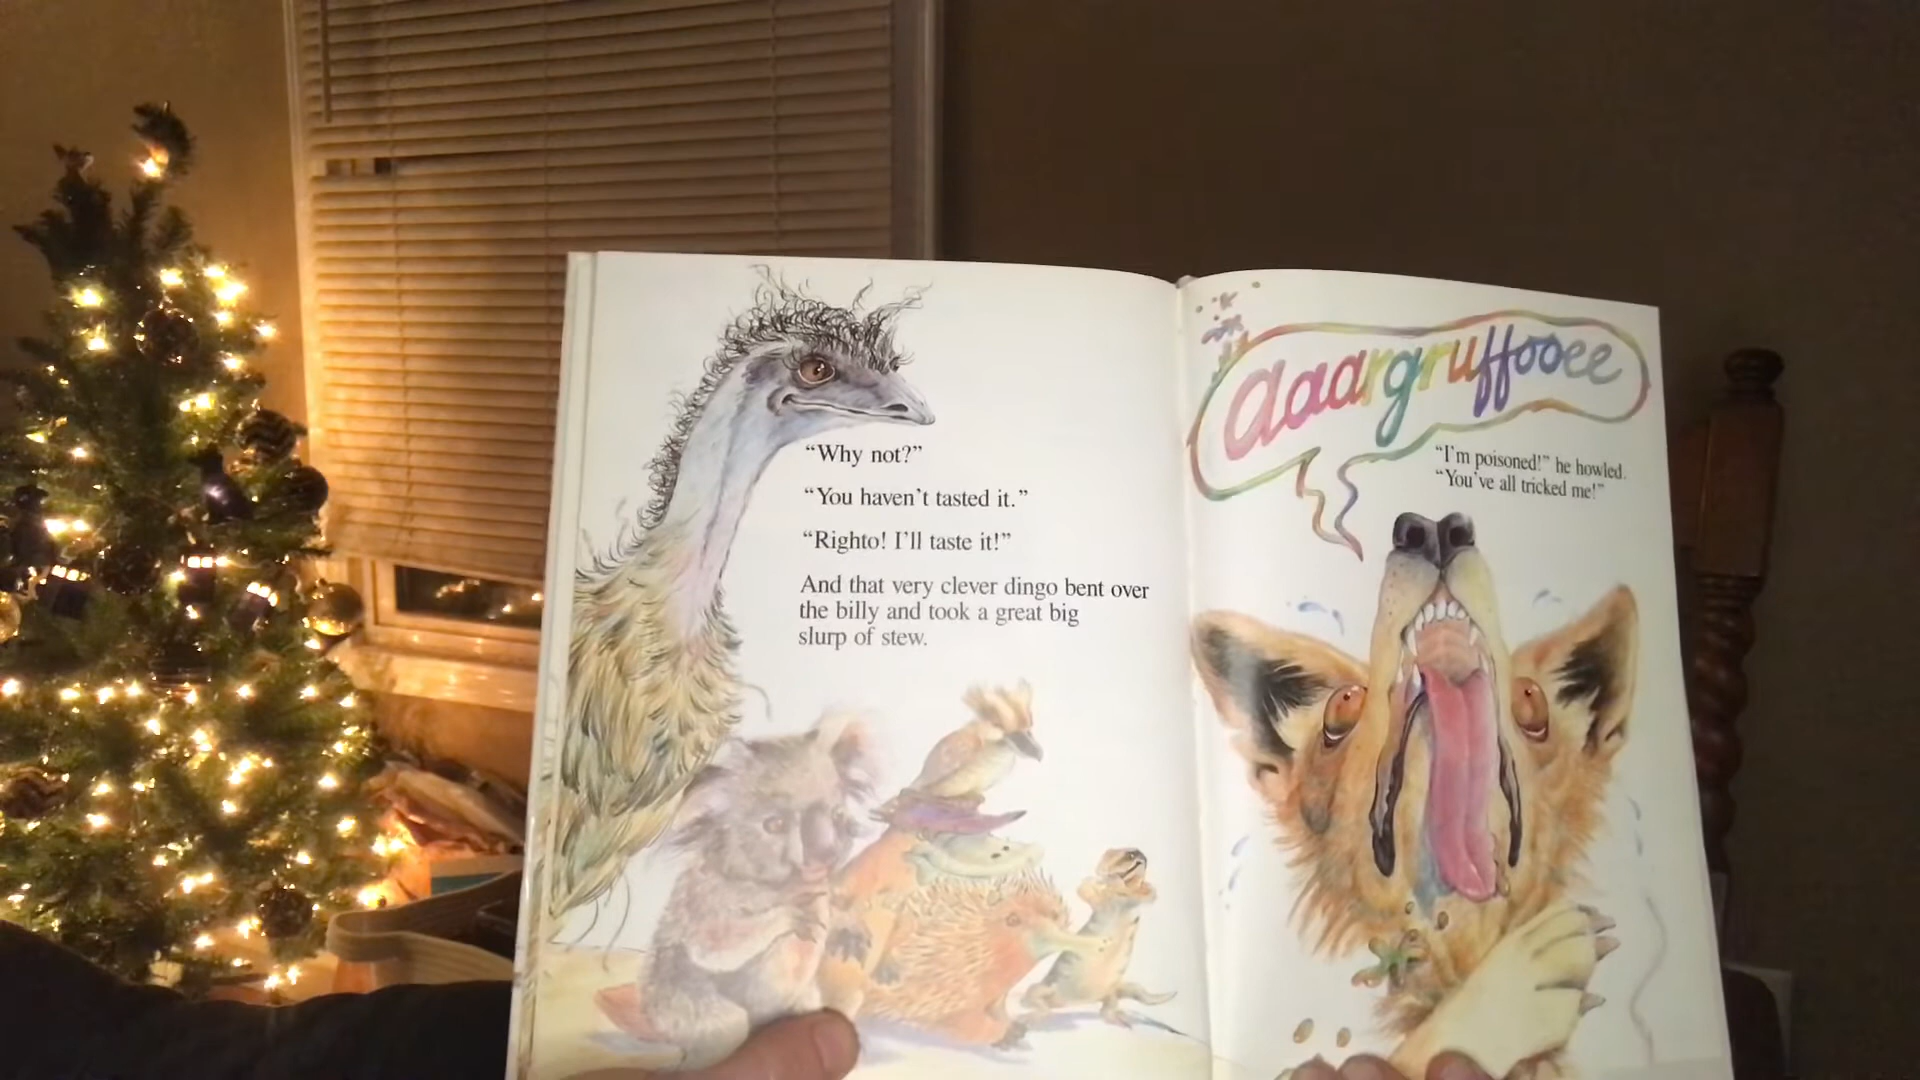 “Why not?”
“You haven’t tasted it.”
“Righto! I’ll taste it!”
And that very clever dingo bent over
the billy and took a great big
slurp of stew.
aaargruffooee
“I’m poisoned!” he howled.
“You’ve all tricked me!”